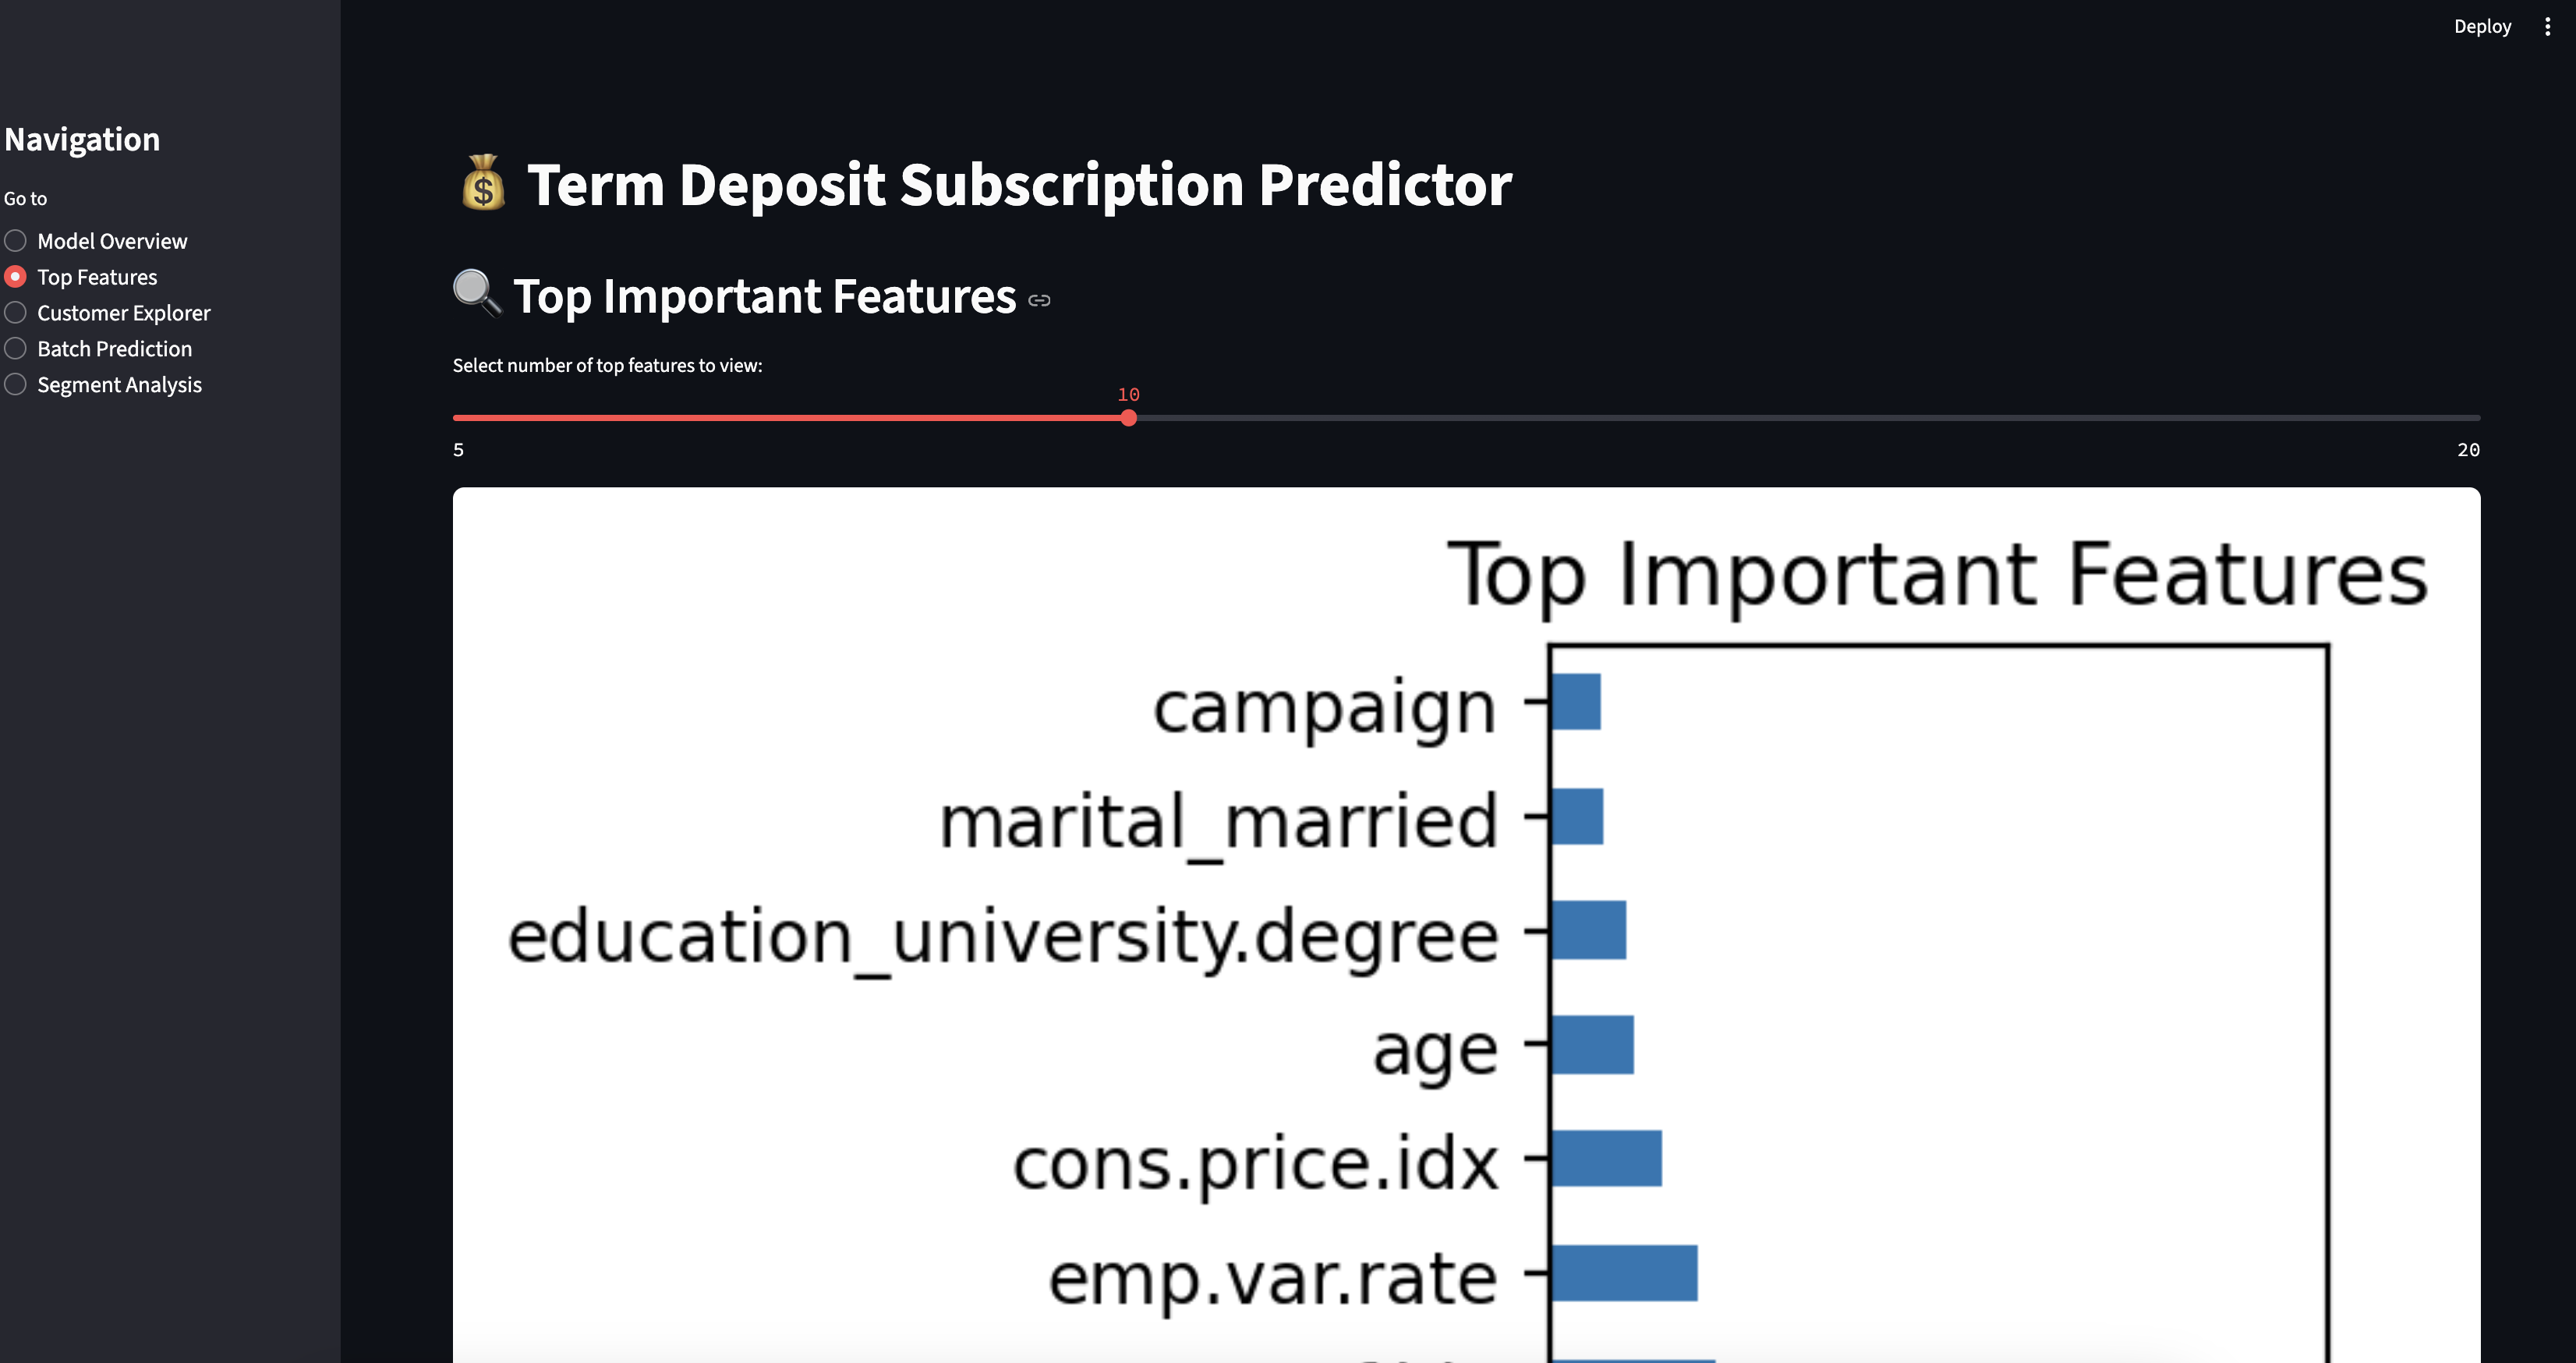 Deploy
Navigation
Go to
Model Overview
Top Features
Customer Explorer
Batch Prediction
Segment Analysis
Term Deposit Subscription Predictor
Top Important Features
Select number of top features to view:
10
5
20
Top Important Features
campaign
marital_married
education_university.degree
age
cons.price.idx
emp.var.rate